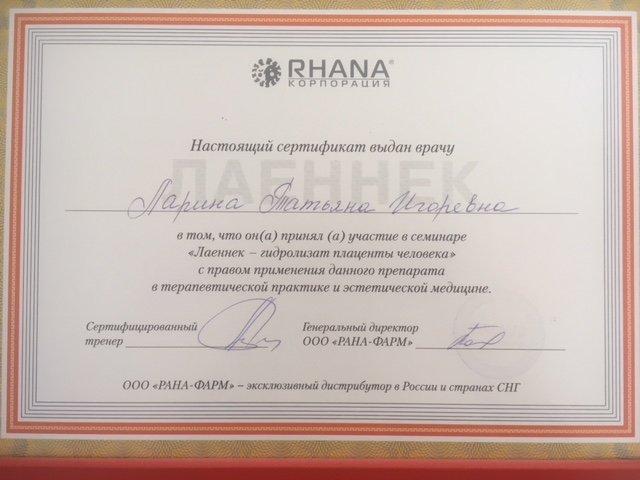 RHANA®
КОРПОРАЦИЯ
Настоящий сертификат выдан врачу
ЛАЕННЕК
Ларина Татьяна Игоревна
в том, что он(а) принял (а) участие в семинаре
«Лаеннек – гидролизат плаценты человека»
с правом применения данного препарата
в терапевтической практике и эстетической медицине.
Сертифицированный
тренер
Генеральный директор
ООО «РАНА-ФАРМ»
ООО «РАНА-ФАРМ» – эксклюзивный дистрибутор в России и странах СНГ